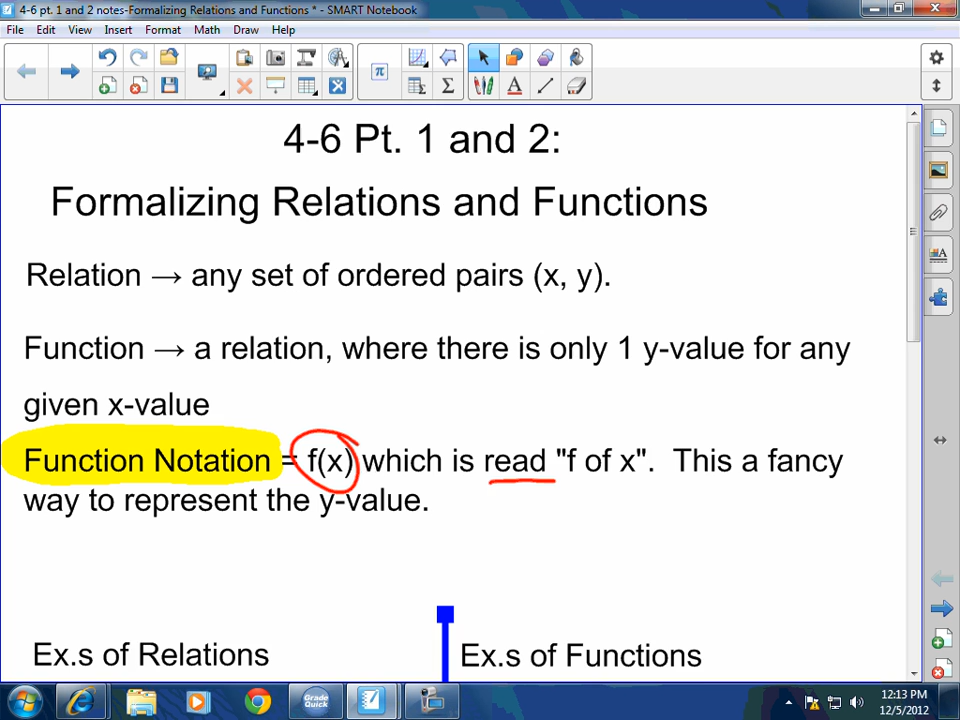 4-6 pt. 1 and 2 notes-Formalizing Relations and Functions * - SMART Notebook
File Edit View Insert Format Math Draw Help
4-6 Pt. 1 and 2:
Formalizing Relations and Functions
Relation → any set of ordered pairs (x, y).
Function → a relation, where there is only 1 y-value for any
given x-value
Function Notation = f(x) which is read "f of x". This a fancy
way to represent the y-value.
Ex.s of Relations
Ex.s of Functions
Grade
Quick
12:13 PM
12/5/2012